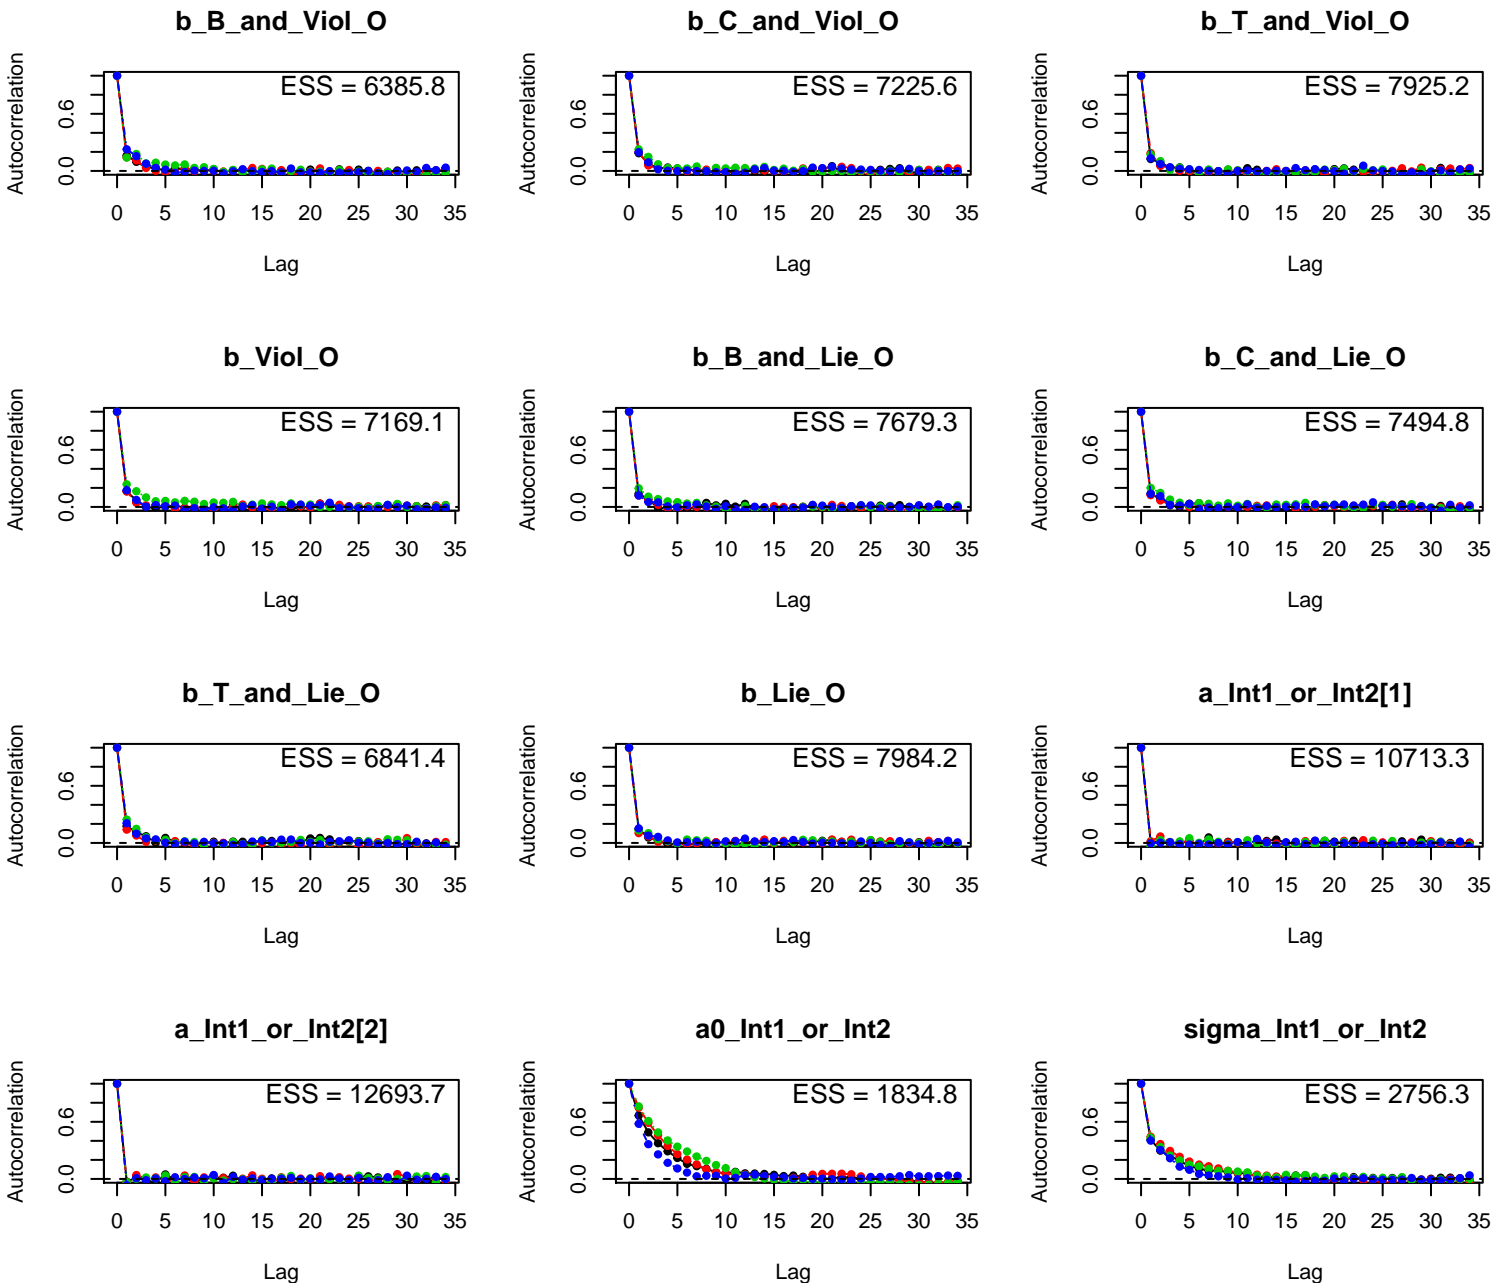 b_B_and_Viol_O
Autocorrelation
0.0 0.6
ESS = 6385.8
0 5 10 15 20 25 30 35
Lag
b_C_and_Viol_O
Autocorrelation
0.0 0.6
ESS = 7225.6
0 5 10 15 20 25 30 35
Lag
b_T_and_Viol_O
Autocorrelation
0.0 0.6
ESS = 7925.2
0 5 10 15 20 25 30 35
Lag
b_Viol_O
Autocorrelation
0.0 0.6
ESS = 7169.1
0 5 10 15 20 25 30 35
Lag
b_B_and_Lie_O
Autocorrelation
0.0 0.6
ESS = 7679.3
0 5 10 15 20 25 30 35
Lag
b_C_and_Lie_O
Autocorrelation
0.0 0.6
ESS = 7494.8
0 5 10 15 20 25 30 35
Lag
b_T_and_Lie_O
Autocorrelation
0.0 0.6
ESS = 6841.4
0 5 10 15 20 25 30 35
Lag
b_Lie_O
Autocorrelation
0.0 0.6
ESS = 7984.2
0 5 10 15 20 25 30 35
Lag
a_Int1_or_Int2[1]
Autocorrelation
0.0 0.6
ESS = 10713.3
0 5 10 15 20 25 30 35
Lag
a_Int1_or_Int2[2]
Autocorrelation
0.0 0.6
ESS = 12693.7
0 5 10 15 20 25 30 35
Lag
a0_Int1_or_Int2
Autocorrelation
0.0 0.6
ESS = 1834.8
0 5 10 15 20 25 30 35
Lag
sigma_Int1_or_Int2
Autocorrelation
0.0 0.6
ESS = 2756.3
0 5 10 15 20 25 30 35
Lag